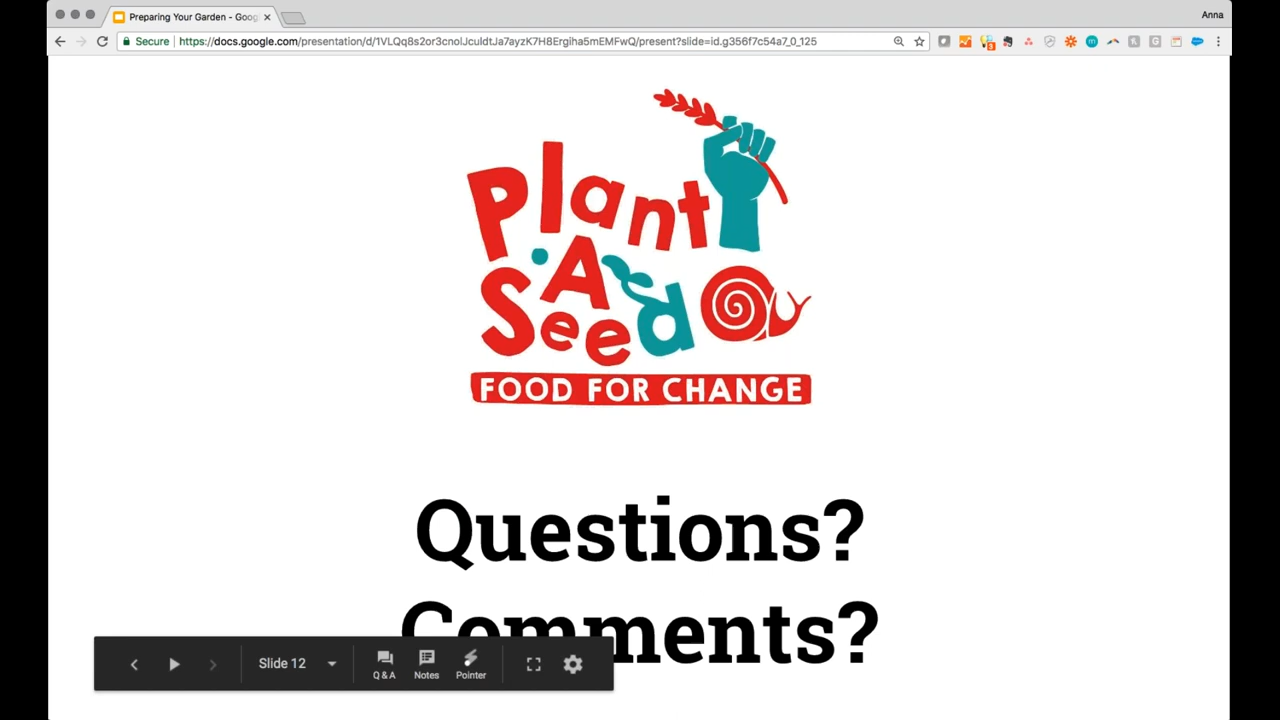 Preparing Your Garden - Goog
Anna
Secure
https://docs.google.com/presentation/d/1VLQq8s2or3cnolJcuIdtJa7ayzK7H8Ergiha5mEMFwQ/present?slide=id.g356f7c54a7_0_125
Plant
A
Seed
FOOD FOR CHANGE
Questions?
Comments?
Slide 12
Q & A
Notes
Pointer